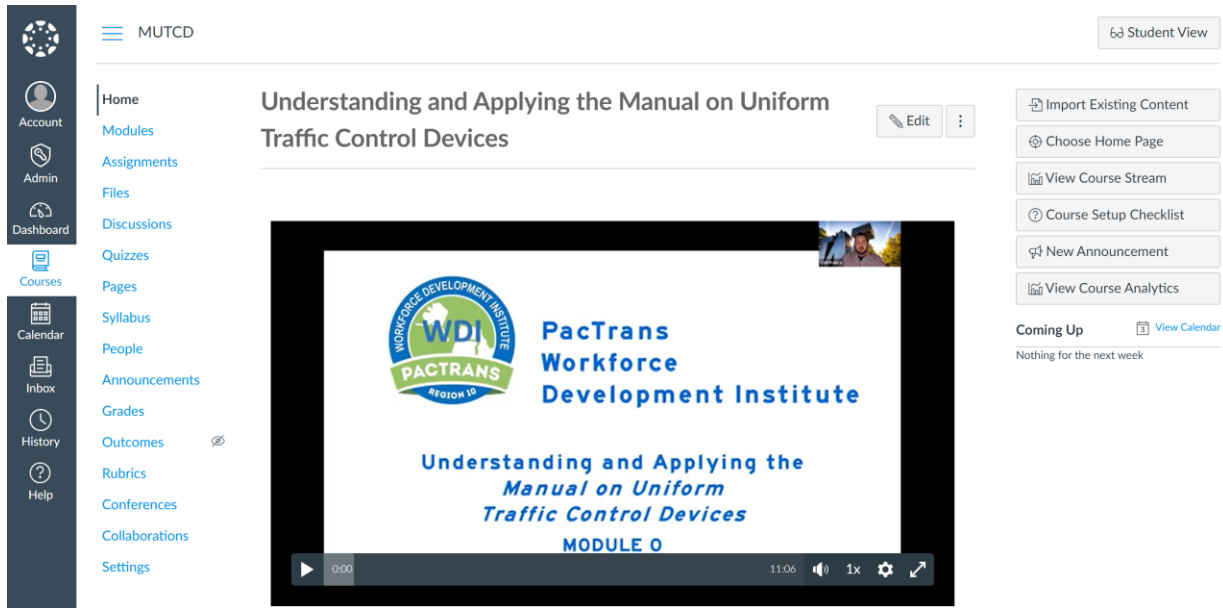 MUTCD
Student View
Account
Admin
Dashboard
Courses
Calendar
Inbox
History
Help
Home
Modules
Assignments
Files
Discussions
Quizzes
Pages
Syllabus
People
Announcements
Grades
Outcomes
Rubrics
Conferences
Collaborations
Settings
Understanding and Applying the Manual on Uniform
Traffic Control Devices
Edit
WORKFORCE DEVELOPMENT INSTITUTE
WDI
PACTRANS
REGION 10
PacTrans
Workforce
Development Institute
Understanding and Applying the
Manual on Uniform
Traffic Control Devices
MODULE 0
0:00
11:06
1x
Import Existing Content
Choose Home Page
View Course Stream
Course Setup Checklist
New Announcement
View Course Analytics
Coming Up
3
View Calendar
Nothing for the next week